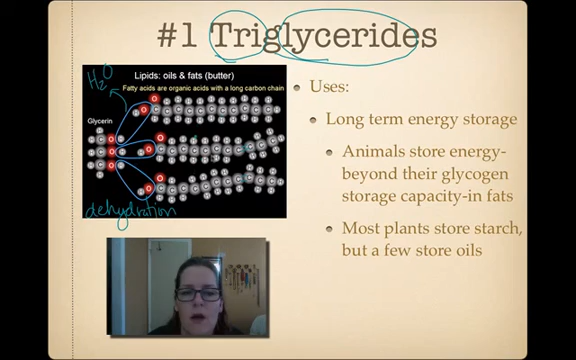 #1 Triglycerides
H₂O
Lipids: oils & fats (butter)
Fatty acids are organic acids with a long carbon chain
Glycerin
dehydration
Uses:
Long term energy storage
Animals store energy-
beyond their glycogen
storage capacity-in fats
Most plants store starch,
but a few store oils